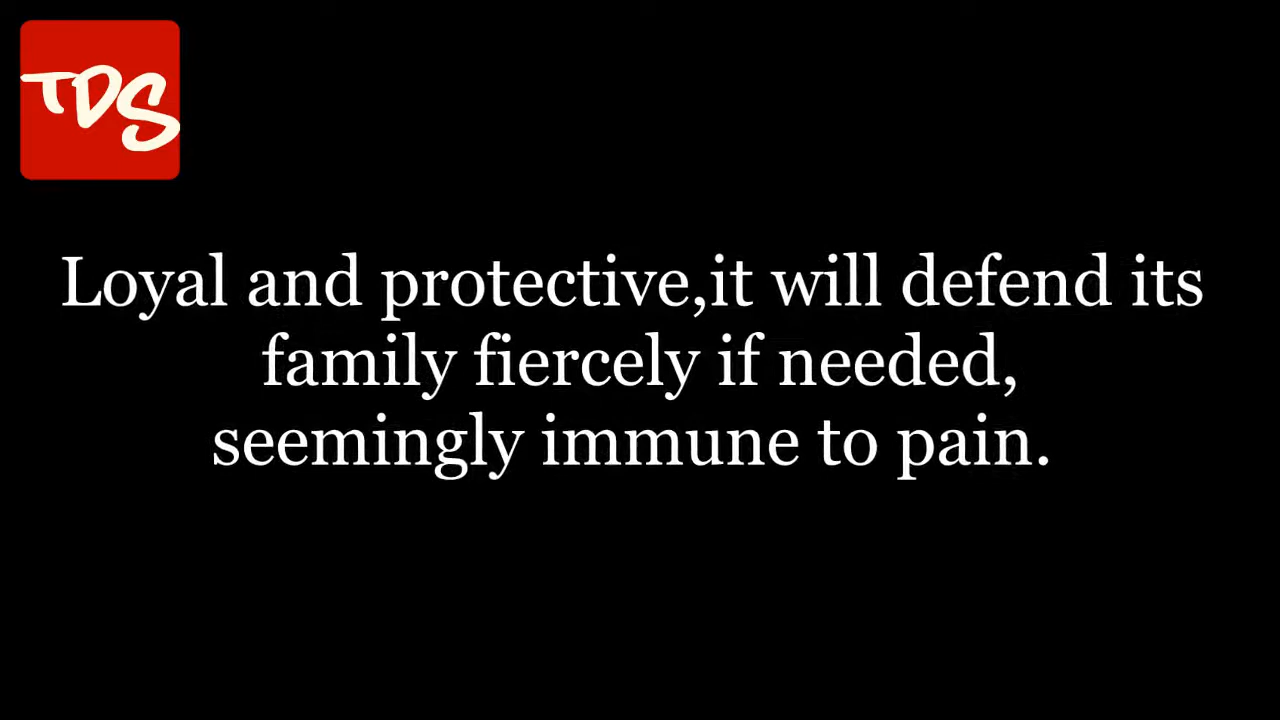 TDS
Loyal and protective,it will defend its
family fiercely if needed,
seemingly immune to pain.